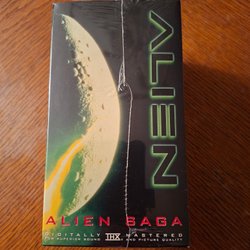 ALIEN
ALIEN SAGA
DIGITALLY THX MASTERED
FOR SUPERIOR SOUND AND PICTURE QUALITY